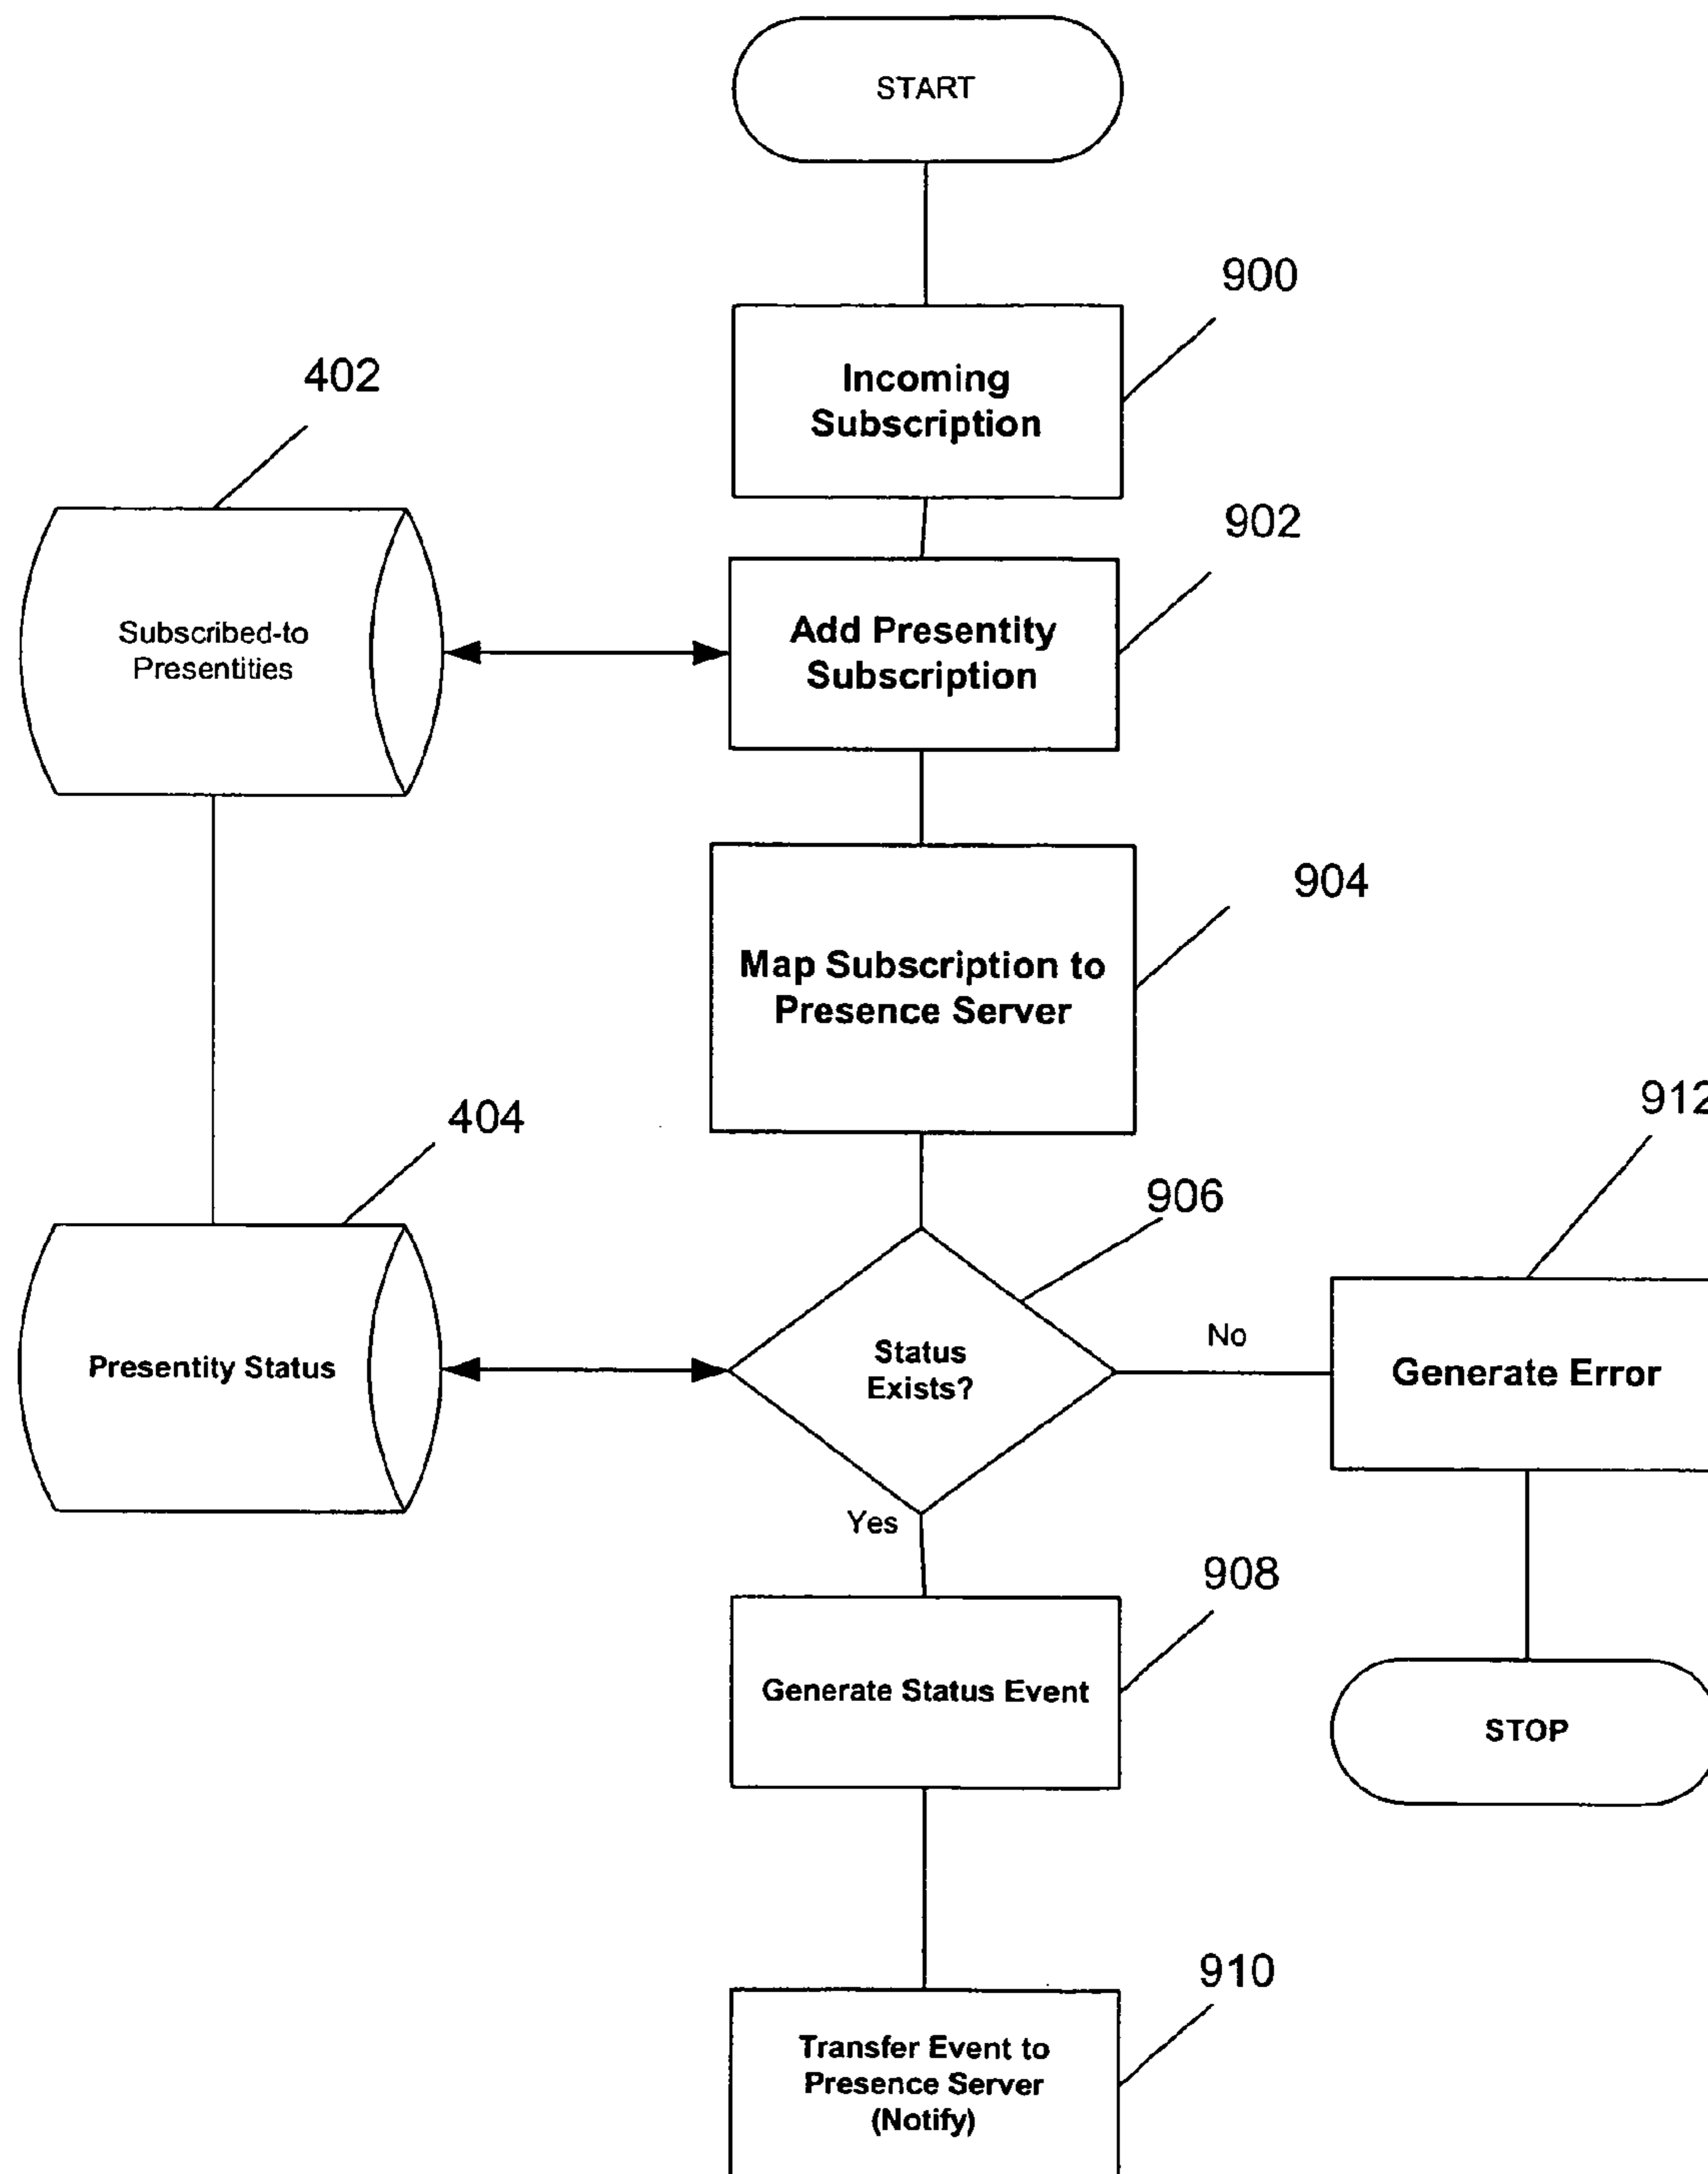 START
900
Incoming
Subscription
402
902
Subscribed-to
Presentities
Add Presentity
Subscription
904
Map Subscription to
Presence Server
912
404
906
Presentity Status
Status
Exists?
No
Generate Error
Yes
908
Generate Status Event
STOP
910
Transfer Event to
Presence Server
(Notify)